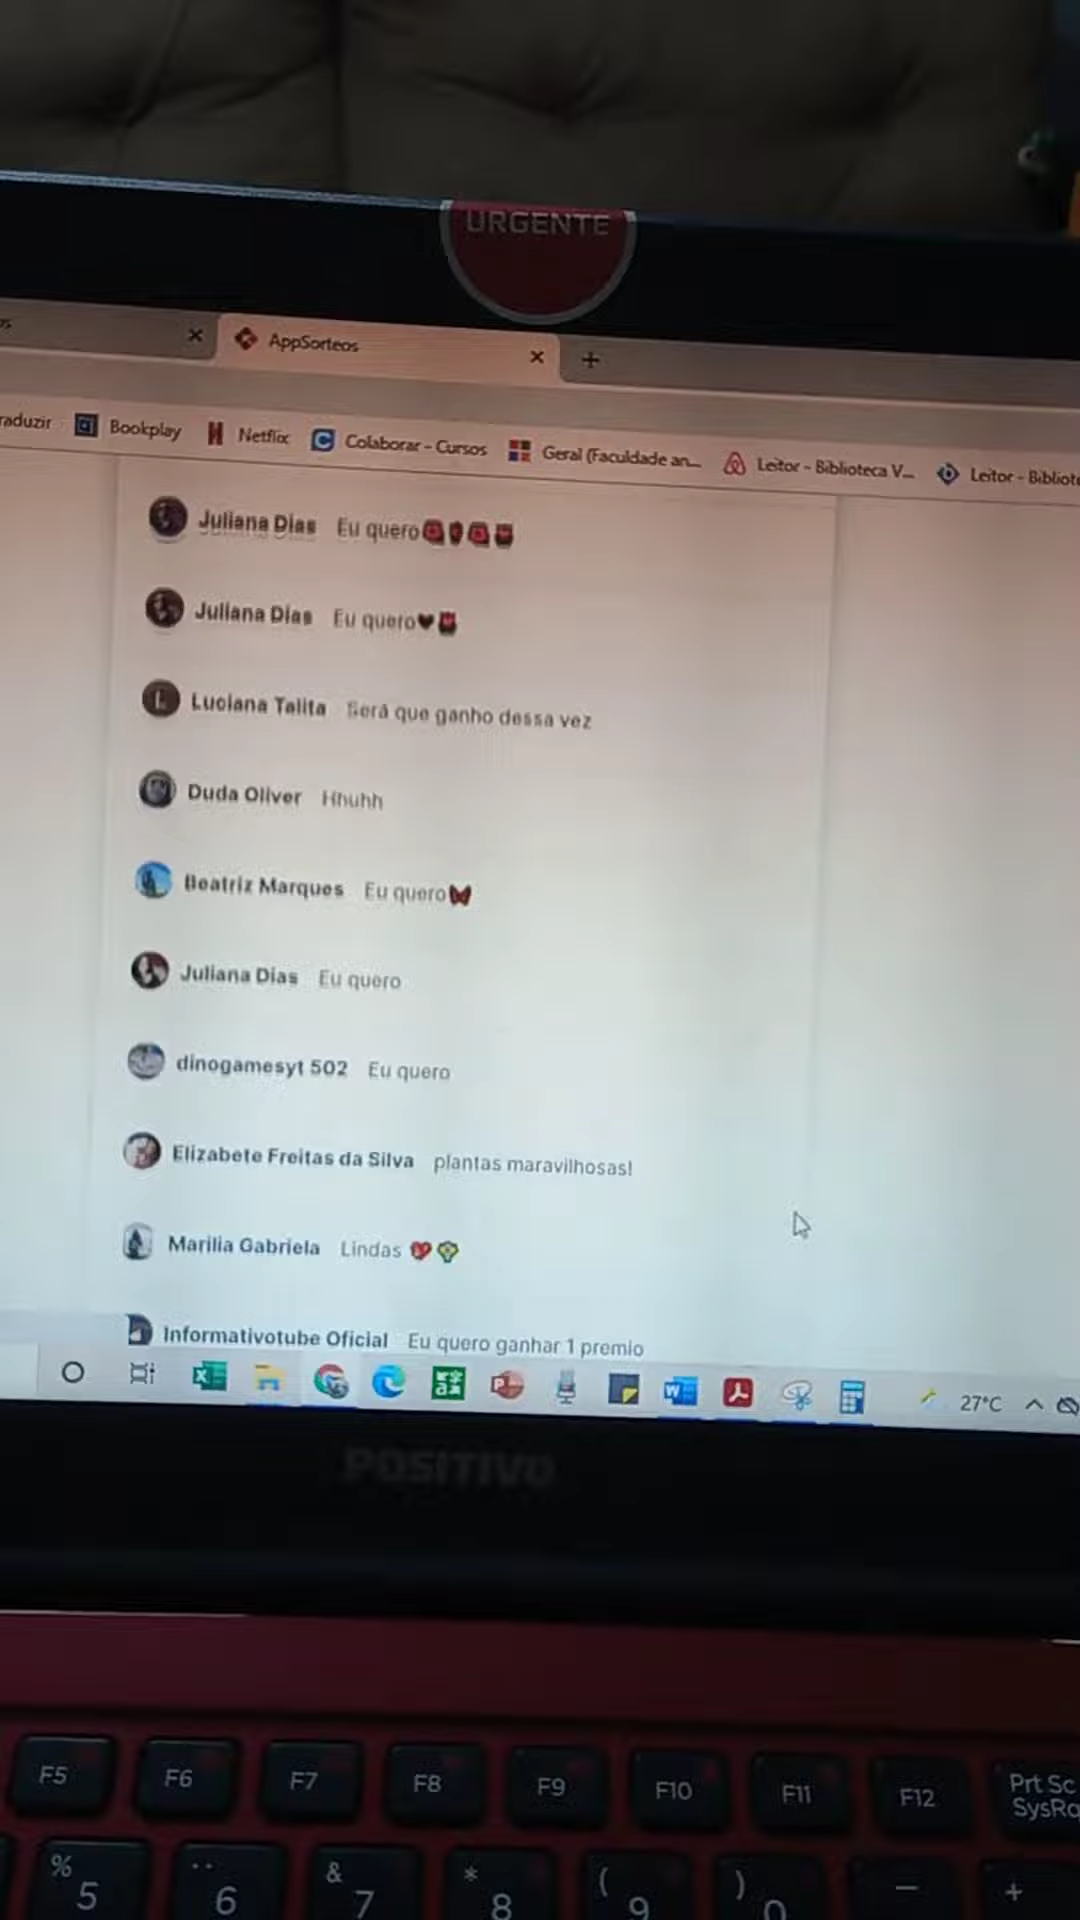 URGENTE
AppSorteos
raduzir Bookplay Netflix Colaborar - Cursos Geral (Faculdade an... Leitor - Biblioteca V... Leitor - Bibliote
Juliana Dias Eu quero
Juliana Dias Eu quero♥
Luciana Talita Será que ganho dessa vez
Duda Oliver Hhuhh
Beatriz Marques Eu quero
Juliana Dias Eu quero
dinogamesyt 502 Eu quero
Elizabete Freitas da Silva plantas maravilhosas!
Marilia Gabriela Lindas
Informativotube Oficial Eu quero ganhar 1 premio
27°C
POSITIVO
F5 F6 F7 F8 F9 F10 F11 F12 Prt Sc
SysR
% & * ( ) — +
5 6 7 8 9 0